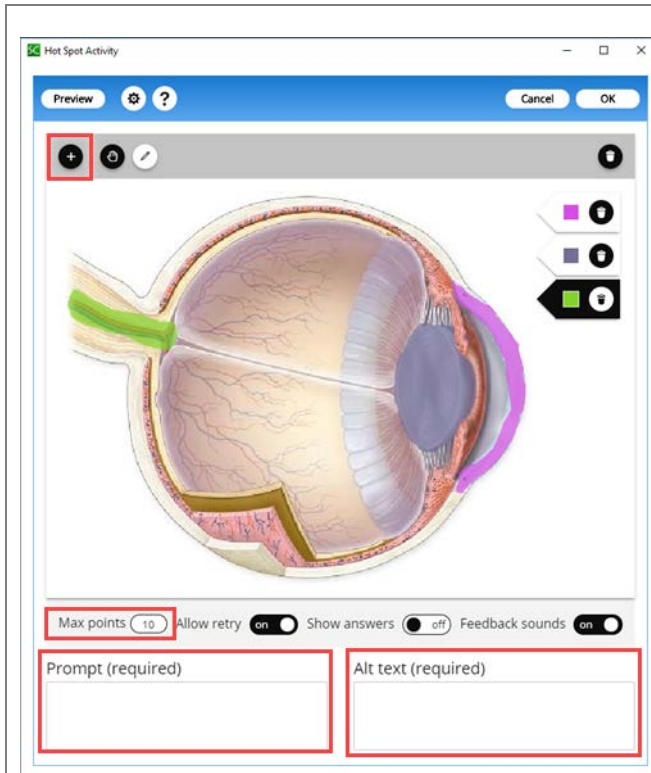 SC Hot Spot Activity
Preview ? Cancel OK
Max points 10 Allow retry on Show answers off Feedback sounds on
Prompt (required) Alt text (required)